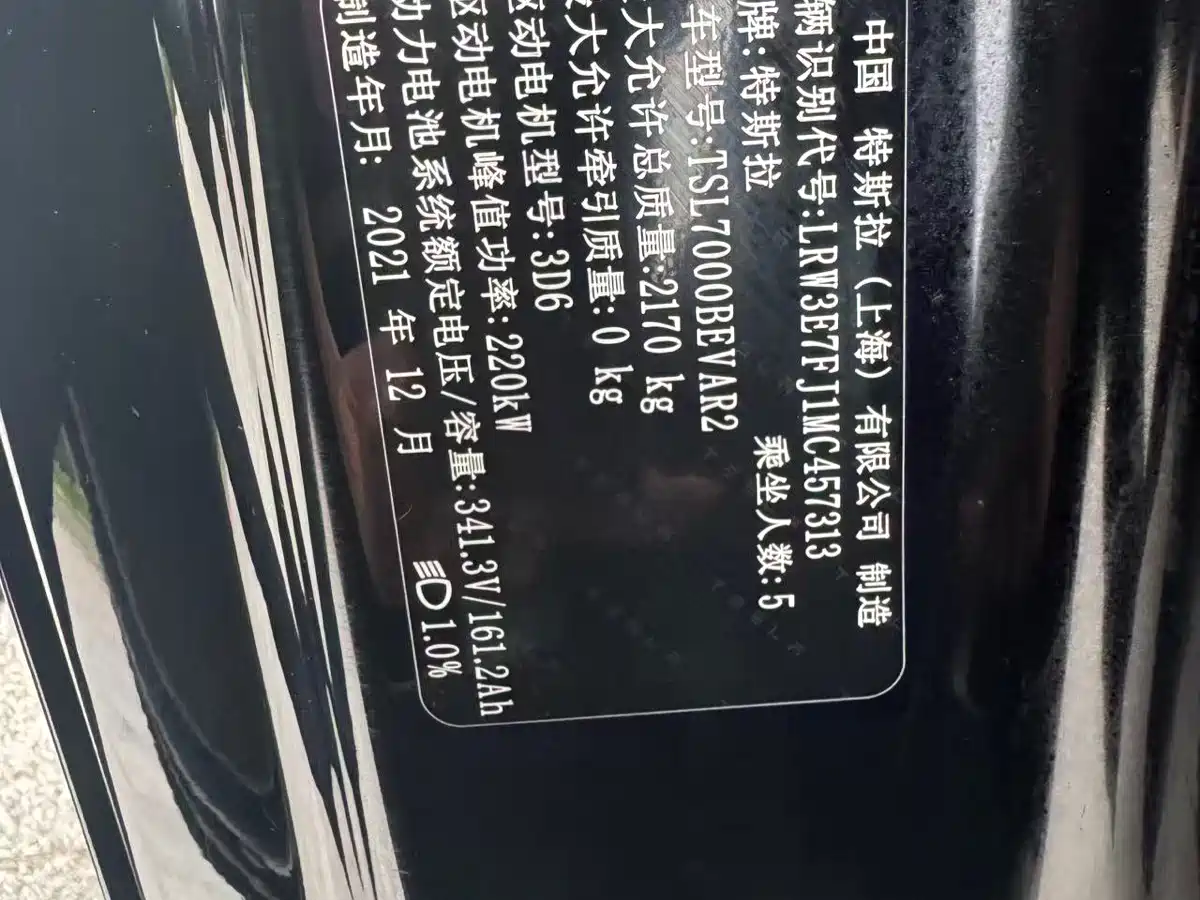 中国 特斯拉（上海）有限公司 制造
辆识别代号:LRW3E7FJ1MC457313
牌:特斯拉 乘坐人数:5
车型号:TSL7000BEVAR2
大允许总质量:2170 kg
大允许牵引质量:0 kg
驱动电机型号:3D6
驱动电机峰值功率:220kW
动力电池系统额定电压/容量:341.3V/161.2Ah
制造年月: 2021 年 12 月 1.0%